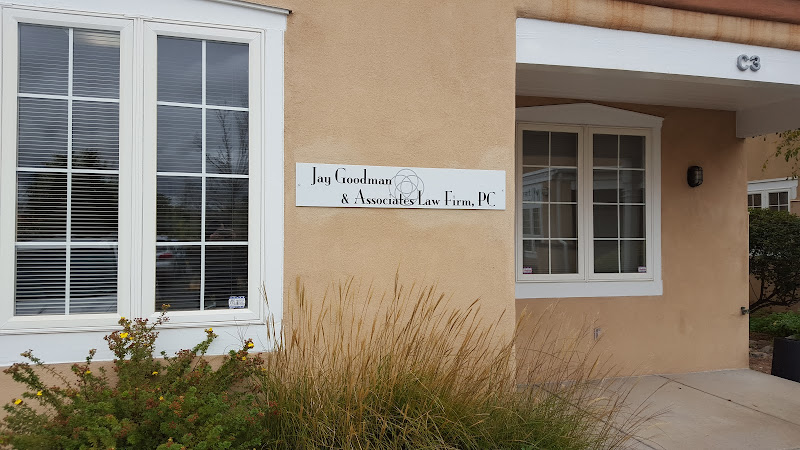 Jay Goodman
& Associates Law Firm, PC
C3